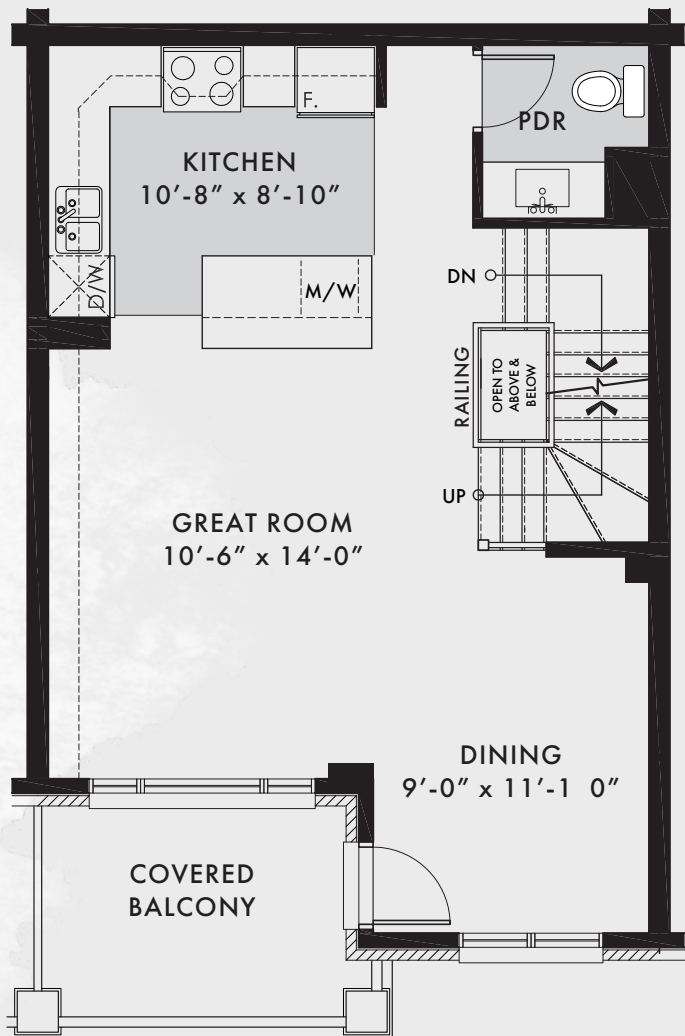 F.
PDR
KITCHEN
10’-8” x 8’-10”
D/W
M/W
DN
RAILING
OPEN TO
ABOVE &
BELOW
UP
GREAT ROOM
10’-6” x 14’-0”
DINING
9’-0” x 11’-1 0”
COVERED
BALCONY